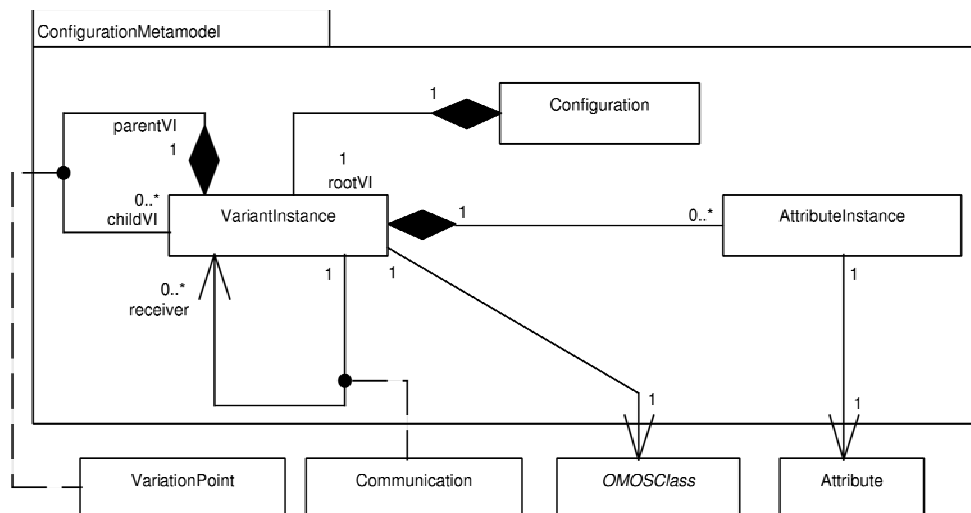 ConfigurationMetamodel
1
Configuration
parentVI
1
1
rootVI
0..*
childVI
VariantInstance
1
0..*
AttributeInstance
1
1
1
0..*
receiver
1
1
VariationPoint
Communication
OMOSClass
Attribute